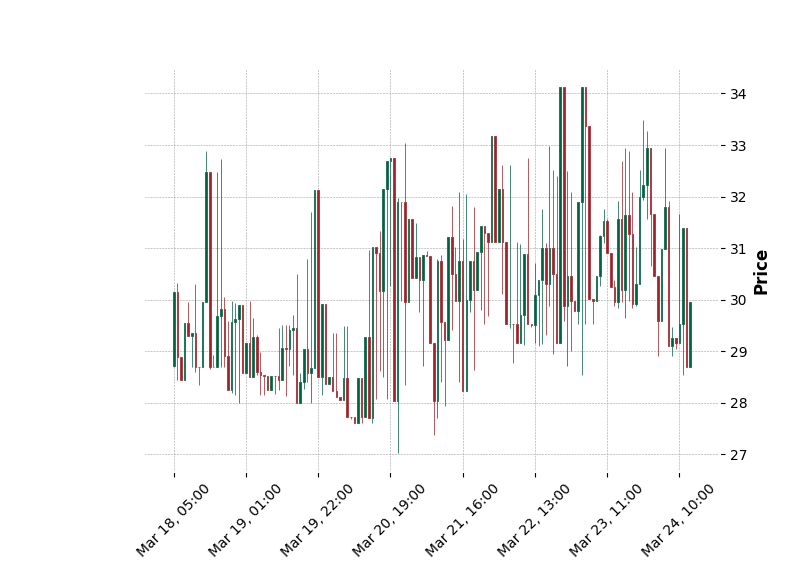 34
33
32
31
30
29
28
27
Price
Mar 18, 05:00
Mar 19, 01:00
Mar 19, 22:00
Mar 20, 19:00
Mar 21, 16:00
Mar 22, 13:00
Mar 23, 11:00
Mar 24, 10:00